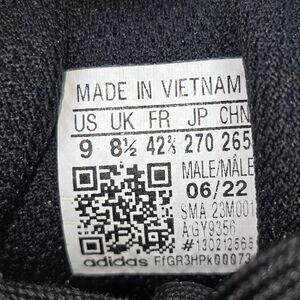 MADE IN VIETNAM
US UK FR JP CHN
9 8½ 42⅔ 270 265
MALE/MÂLE
06/22
SMA 23M001
AGY9356
#130212565
adidas FfGR3HPk00073